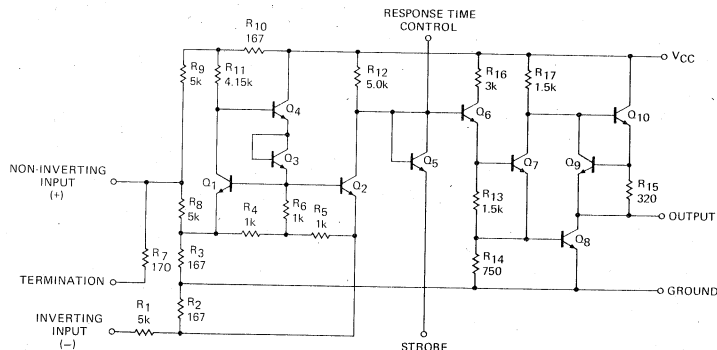 RESPONSE TIME
CONTROL
R10
167
VCC
R9
5k
R11
4.15k
R12
5.0k
R16
3k
R17
1.5k
Q4
Q6
Q10
Q3
Q5
Q7
Q9
NON-INVERTING
INPUT
(+)
Q1
Q2
R15
320
R8
5k
R4
1k
R6
1k
R5
1k
R13
1.5k
OUTPUT
Q8
R7
170
R3
167
R14
750
TERMINATION
GROUND
R1
5k
R2
167
INVERTING
INPUT
(−)
STROBE